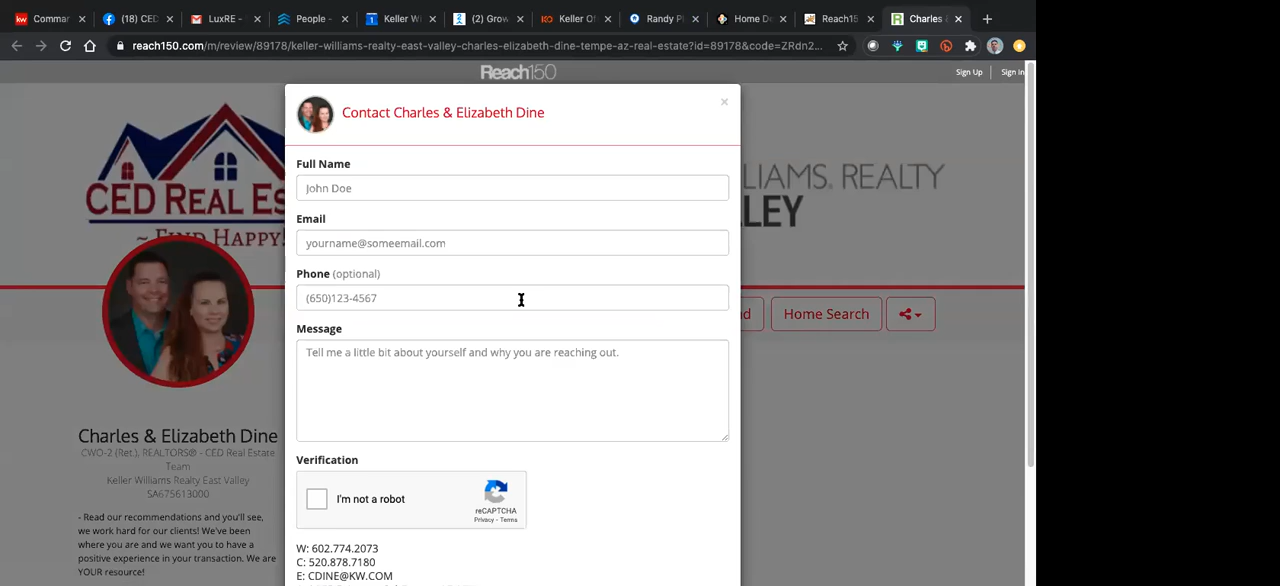 Commar
(18) CED
LuxRE -
People -
Keller W
(2) Grow
Keller Of
Randy Pl
Home De
Reach15
Charles &
reach150.com/m/review/89178/keller-williams-realty-east-valley-charles-elizabeth-dine-tempe-az-real-estate?id=89178&code=ZRdn2...
Reach150
Sign Up
Sign In
Contact Charles & Elizabeth Dine
×
Full Name
John Doe
Email
yourname@someemail.com
Phone (optional)
(650)123-4567
Message
Tell me a little bit about yourself and why you are reaching out.
Verification
I'm not a robot
reCAPTCHA
Privacy - Terms
W: 602.774.2073
C: 520.878.7180
E: CDINE@KW.COM
CED REAL ES
~ FIND HAPPY!
LIAMS. REALTY
LEY
d
Home Search
Charles & Elizabeth Dine
CWO-2 (Ret.), REALTORS® - CED Real Estate
Team
Keller Williams Realty East Valley
SA675613000
- Read our recommendations and you'll see,
we work hard for our clients! We've been
where you are and we want you to have a
positive experience in your transaction. We are
YOUR resource!